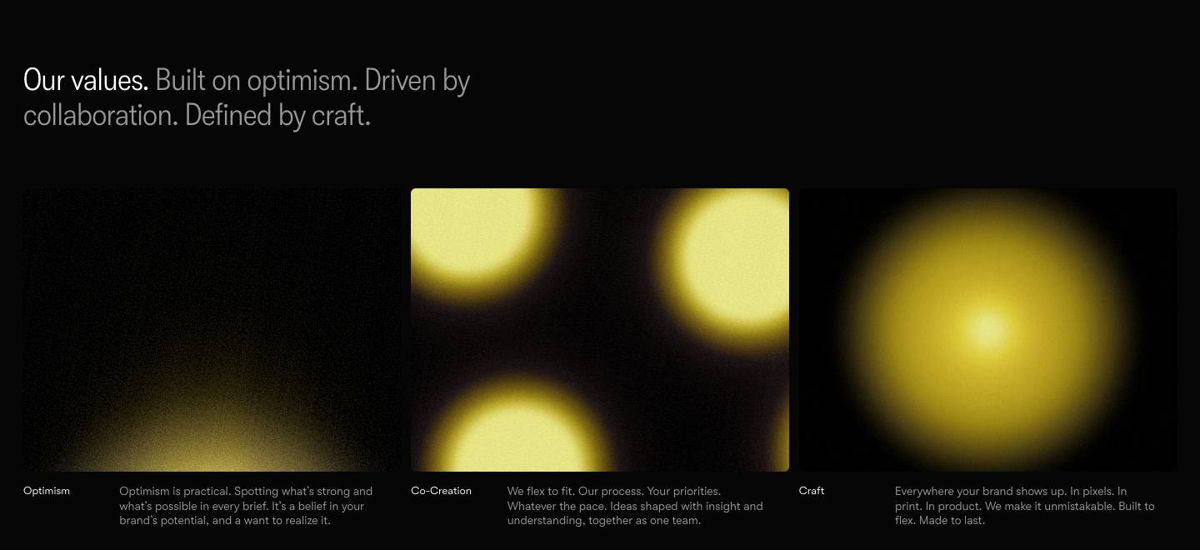 Our values. Built on optimism. Driven by
collaboration. Defined by craft.
Optimism
Optimism is practical. Spotting what's strong and
what's possible in every brief. It's a belief in your
brand's potential, and a want to realize it.
Co-Creation
We flex to fit. Our process. Your priorities.
Whatever the pace. Ideas shaped with insight and
understanding, together as one team.
Craft
Everywhere your brand shows up. In pixels. In
print. In product. We make it unmistakable. Built to
flex. Made to last.